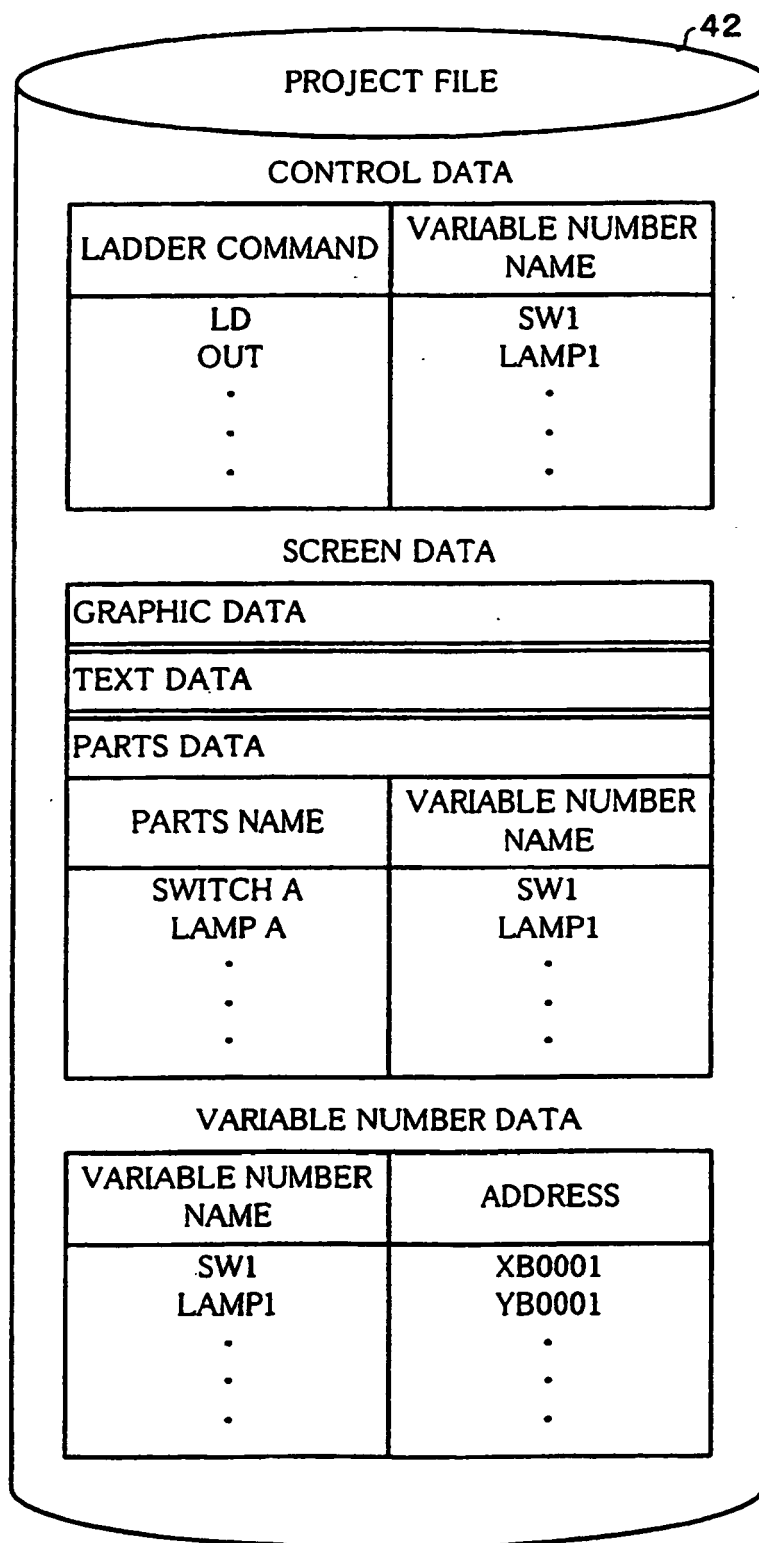 42
PROJECT FILE
CONTROL DATA
LADDER COMMAND
VARIABLE NUMBER
NAME
LD SW1
OUT LAMP1
SCREEN DATA
GRAPHIC DATA
TEXT DATA
PARTS DATA
PARTS NAME
VARIABLE NUMBER
NAME
SWITCH A SW1
LAMP A LAMP1
VARIABLE NUMBER DATA
VARIABLE NUMBER
NAME
ADDRESS
SW1 XB0001
LAMP1 YB0001